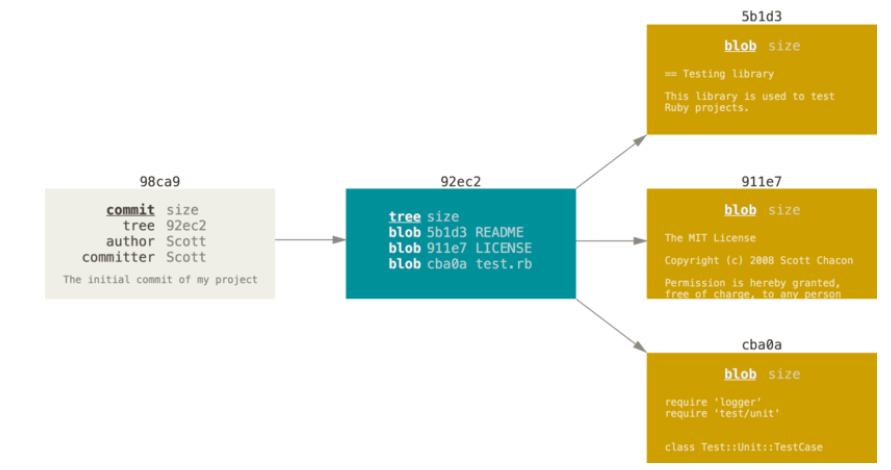 98ca9
commit size
tree 92ec2
author Scott
committer Scott
The initial commit of my project
92ec2
tree size
blob 5b1d3 README
blob 911e7 LICENSE
blob cba0a test.rb
5b1d3
blob size
== Testing library
This library is used to test
Ruby projects.
911e7
blob size
The MIT License
Copyright (c) 2008 Scott Chacon
Permission is hereby granted,
free of charge, to any person
cba0a
blob size
require 'logger'
require 'test/unit'
class Test::Unit::TestCase